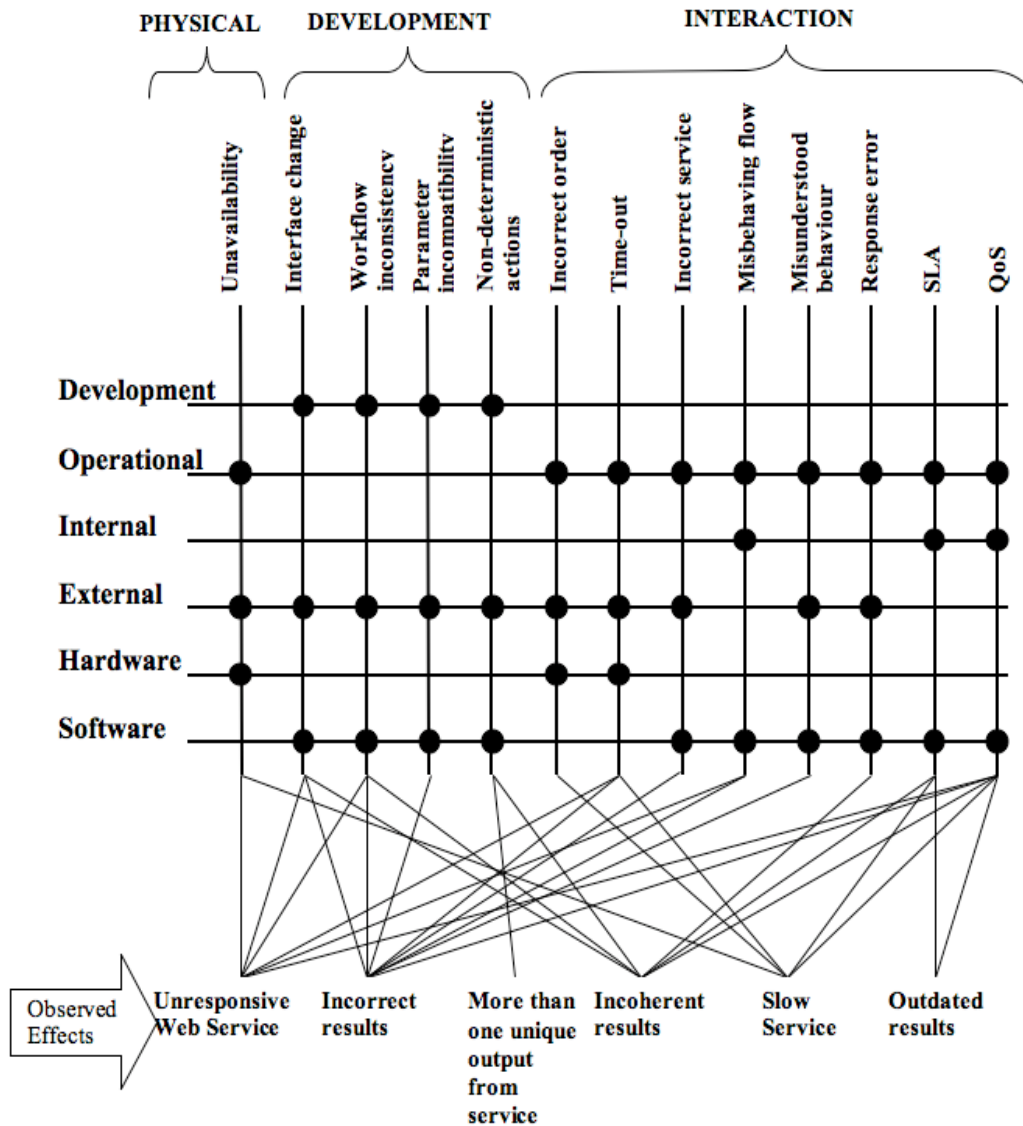 PHYSICAL
DEVELOPMENT
INTERACTION
Unavailability
Interface change
Workflow
inconsistency
Parameter
incompatibility
Non-deterministic
actions
Incorrect order
Time-out
Incorrect service
Misbehaving flow
Misunderstood
behaviour
Response error
SLA
QoS
Development
Operational
Internal
External
Hardware
Software
Observed
Effects
Unresponsive
Web Service
Incorrect
results
More than
one unique
output
from
service
Incoherent
results
Slow
Service
Outdated
results